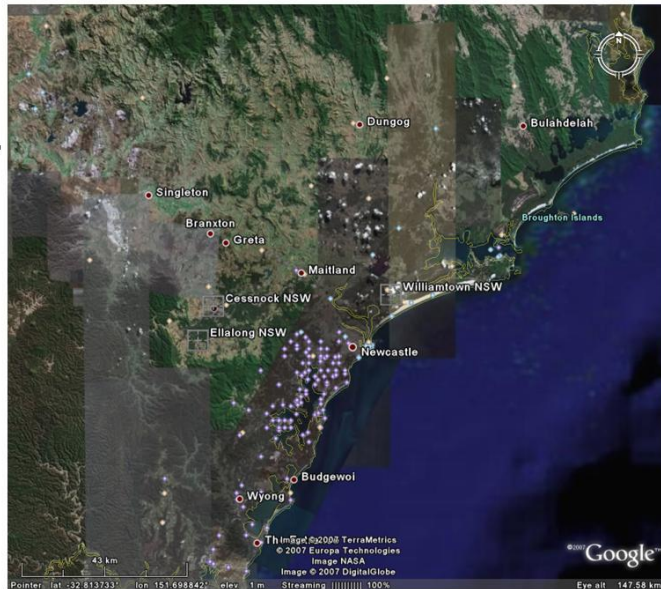 N
Dungog
Bulahdelah
Singleton
Broughton Islands
Branxton
Greta
Maitland
Williamtown NSW
Cessnock NSW
Ellalong NSW
Newcastle
Budgewoi
Wyong
Image © 2007 TerraMetrics
© 2007 Europa Technologies
Image NASA
Image © 2007 DigitalGlobe
43 km
©2007 Google
Pointer lat -32.813733° lon 151.698842° elev 1 m Streaming |||||||||| 100% Eye alt 147.58 km